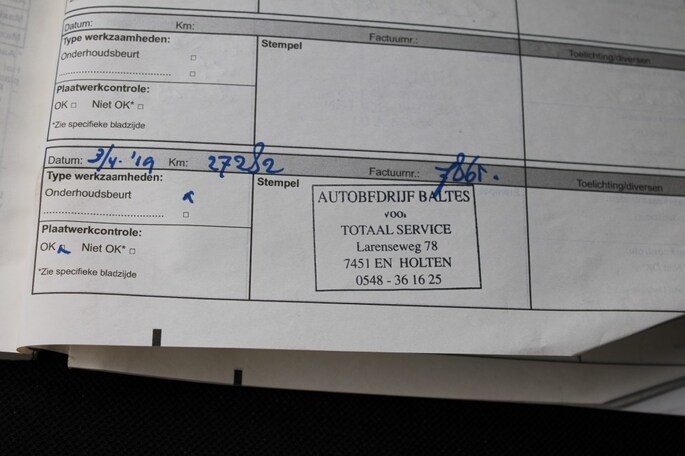 Datum: Km: Factuurnr.:
Type werkzaamheden: Stempel Toelichting/diversen
Onderhoudsbeurt □
........................................ □
Plaatwerkcontrole:
OK □ Niet OK* □
*Zie specifieke bladzijde
Datum: 3/4-'19 Km: 27282 Factuurnr.: 7861.
Type werkzaamheden: Stempel Toelichting/diversen
Onderhoudsbeurt
........................................ □
Plaatwerkcontrole:
OK Niet OK* □
*Zie specifieke bladzijde
AUTOBEDRIJF BALTES
voor
TOTAAL SERVICE
Larenseweg 78
7451 EN HOLTEN
0548 - 36 16 25